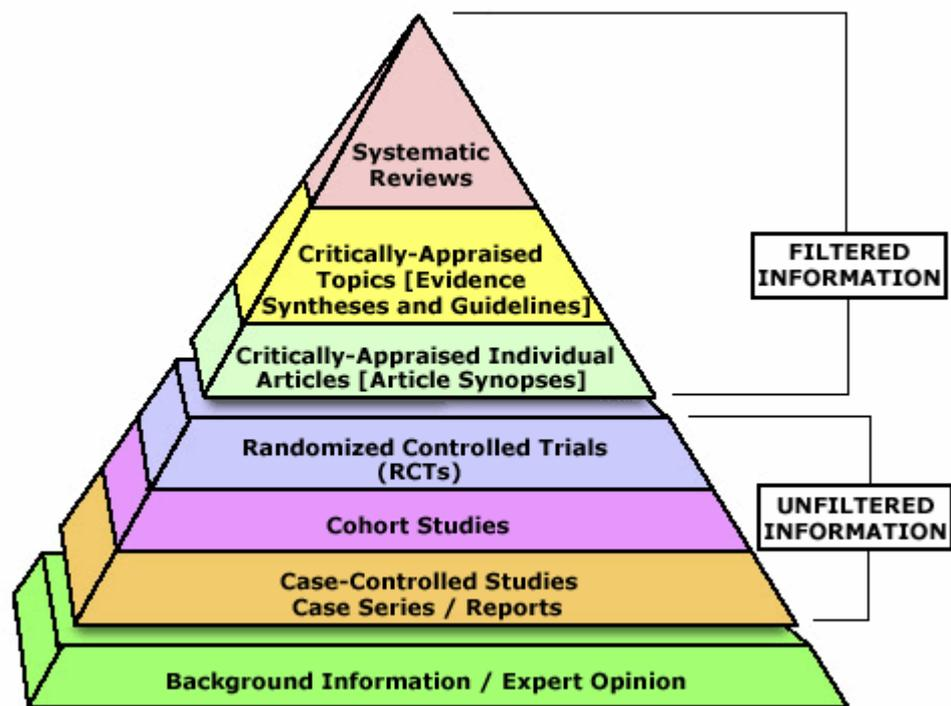 Systematic
Reviews
Critically-Appraised
Topics [Evidence
Syntheses and Guidelines]
FILTERED
INFORMATION
Critically-Appraised Individual
Articles [Article Synopses]
Randomized Controlled Trials
(RCTs)
UNFILTERED
INFORMATION
Cohort Studies
Case-Controlled Studies
Case Series / Reports
Background Information / Expert Opinion